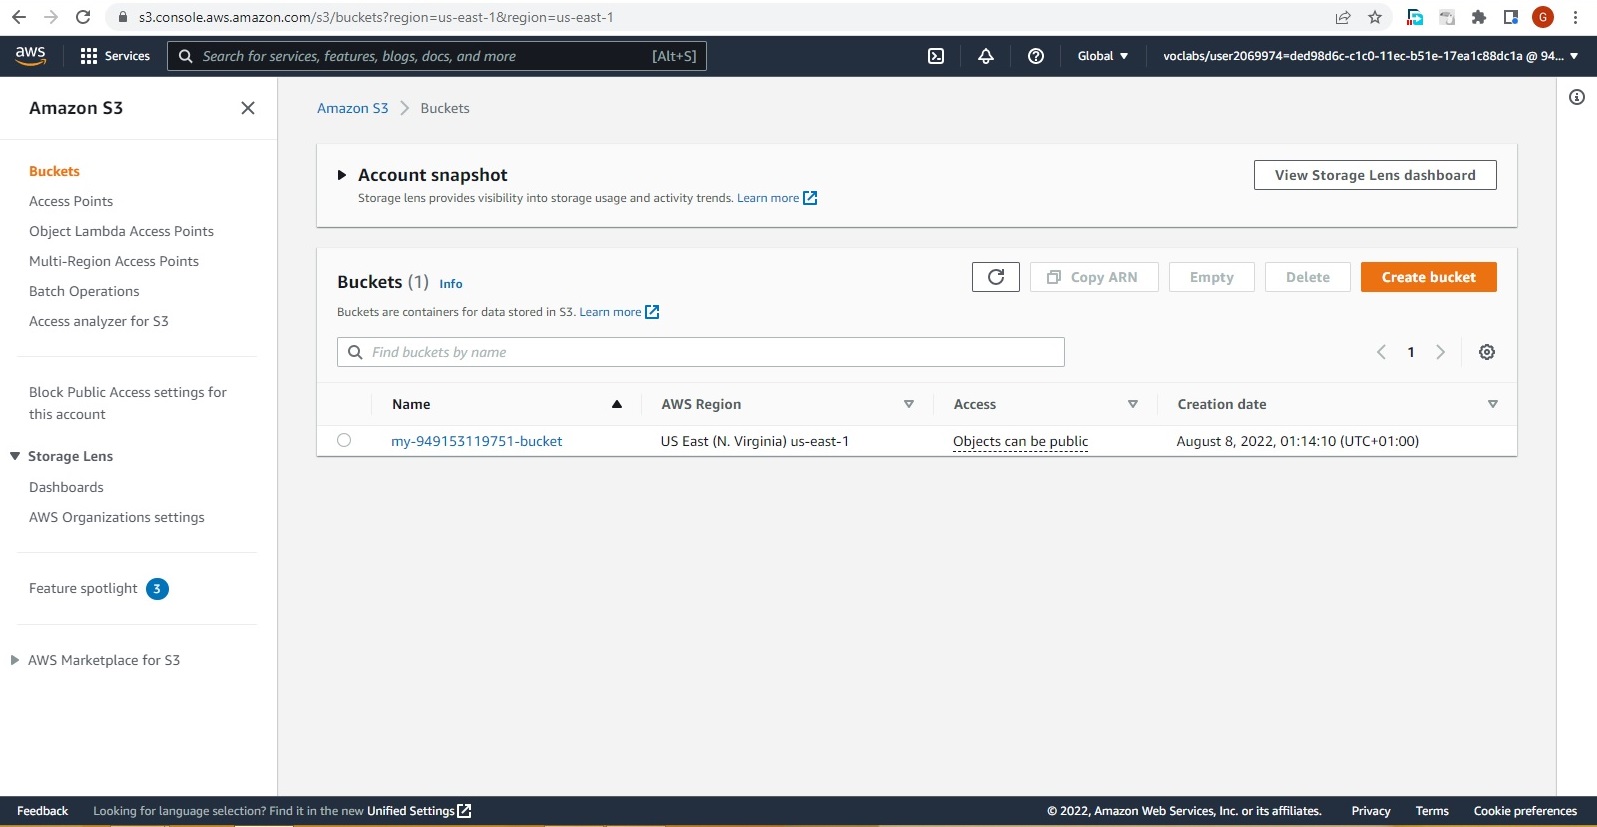 s3.console.aws.amazon.com/s3/buckets?region=us-east-1&region=us-east-1
G
aws
Services
Search for services, features, blogs, docs, and more
[Alt+S]
Global
voclabs/user2069974=ded98d6c-c1c0-11ec-b51e-17ea1c88dc1a @ 94...
Amazon S3
Buckets
Access Points
Object Lambda Access Points
Multi-Region Access Points
Batch Operations
Access analyzer for S3
Block Public Access settings for
this account
Storage Lens
Dashboards
AWS Organizations settings
Feature spotlight 3
AWS Marketplace for S3
Amazon S3 > Buckets
Account snapshot
Storage lens provides visibility into storage usage and activity trends. Learn more
View Storage Lens dashboard
Buckets (1) Info
Buckets are containers for data stored in S3. Learn more
Copy ARN
Empty
Delete
Create bucket
Find buckets by name
1
Name AWS Region Access Creation date
my-949153119751-bucket US East (N. Virginia) us-east-1 Objects can be public August 8, 2022, 01:14:10 (UTC+01:00)
Feedback Looking for language selection? Find it in the new Unified Settings © 2022, Amazon Web Services, Inc. or its affiliates. Privacy Terms Cookie preferences